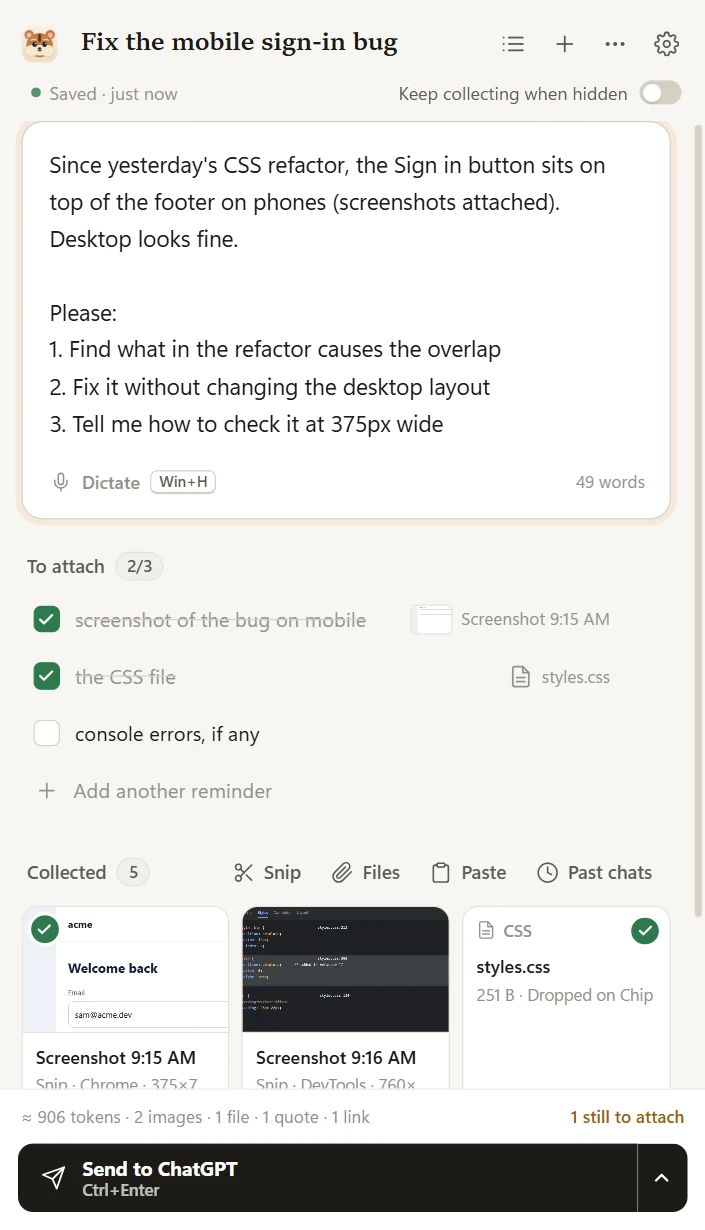 Fix the mobile sign-in bug
Saved · just now
Keep collecting when hidden
Since yesterday's CSS refactor, the Sign in button sits on
top of the footer on phones (screenshots attached).
Desktop looks fine.
Please:
1. Find what in the refactor causes the overlap
2. Fix it without changing the desktop layout
3. Tell me how to check it at 375px wide
Dictate Win+H
49 words
To attach 2/3
screenshot of the bug on mobile
Screenshot 9:15 AM
the CSS file
styles.css
console errors, if any
Add another reminder
Collected 5
Snip
Files
Paste
Past chats
acme
Welcome back
Email
sam@acme.dev
Screenshot 9:15 AM
Snip · Chrome · 375×7
Screenshot 9:16 AM
Snip · DevTools · 760×
CSS
styles.css
251 B · Dropped on Chip
≈ 906 tokens · 2 images · 1 file · 1 quote · 1 link
1 still to attach
Send to ChatGPT
Ctrl+Enter